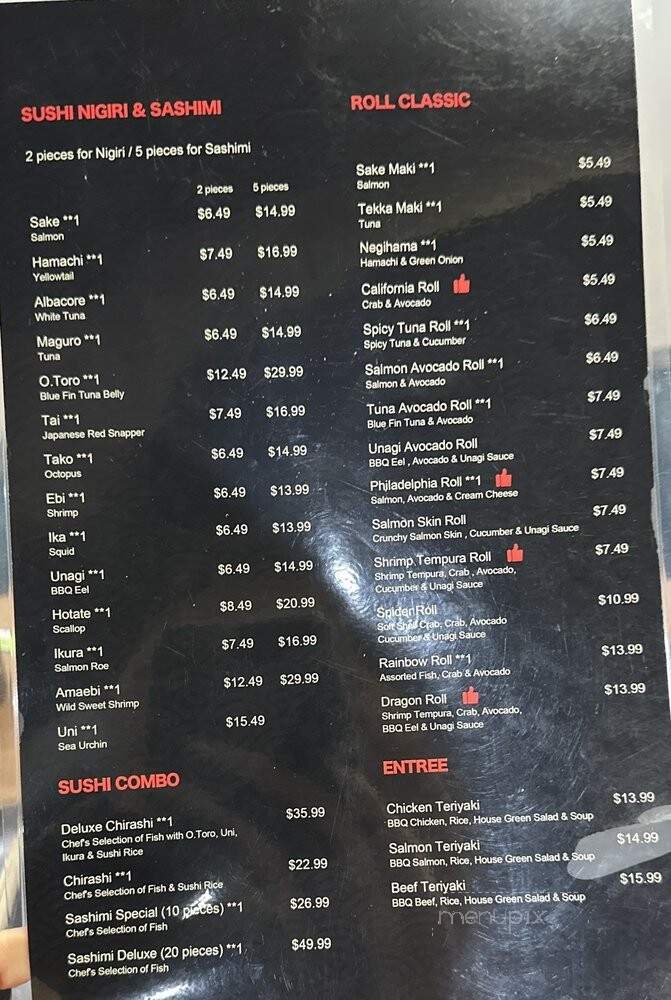 SUSHI NIGIRI & SASHIMI
2 pieces for Nigiri / 5 pieces for Sashimi
2 pieces 5 pieces
Sake **1 $6.49 $14.99
Salmon
Hamachi **1 $7.49 $16.99
Yellowtail
Albacore **1 $6.49 $14.99
White Tuna
Maguro **1 $6.49 $14.99
Tuna
O.Toro **1 $12.49 $29.99
Blue Fin Tuna Belly
Tai **1 $7.49 $16.99
Japanese Red Snapper
Tako **1 $6.49 $14.99
Octopus
Ebi **1 $6.49 $13.99
Shrimp
Ika **1 $6.49 $13.99
Squid
Unagi **1 $6.49 $14.99
BBQ Eel
Hotate **1 $8.49 $20.99
Scallop
Ikura **1 $7.49 $16.99
Salmon Roe
Amaebi **1 $12.49 $29.99
Wild Sweet Shrimp
Uni **1 $15.49
Sea Urchin
SUSHI COMBO
Deluxe Chirashi **1 $35.99
Chef's Selection of Fish with O.Toro, Uni,
Ikura & Sushi Rice
Chirashi **1 $22.99
Chef's Selection of Fish & Sushi Rice
Sashimi Special (10 pieces) **1 $26.99
Chef's Selection of Fish
Sashimi Deluxe (20 pieces) **1 $49.99
Chef's Selection of Fish
ROLL CLASSIC
Sake Maki **1 $5.49
Salmon
Tekka Maki **1 $5.49
Tuna
Negihama **1 $5.49
Hamachi & Green Onion
California Roll $5.49
Crab & Avocado
Spicy Tuna Roll **1 $6.49
Spicy Tuna & Cucumber
Salmon Avocado Roll **1 $6.49
Salmon & Avocado
Tuna Avocado Roll **1 $7.49
Blue Fin Tuna & Avocado
Unagi Avocado Roll $7.49
BBQ Eel , Avocado & Unagi Sauce
Philadelphia Roll **1 $7.49
Salmon, Avocado & Cream Cheese
Salmon Skin Roll $7.49
Crunchy Salmon Skin , Cucumber & Unagi Sauce
Shrimp Tempura Roll $7.49
Shrimp Tempura, Crab , Avocado,
Cucumber & Unagi Sauce
Spider Roll $10.99
Soft Shell Crab, Crab, Avocado
Cucumber & Unagi Sauce
Rainbow Roll **1 $13.99
Assorted Fish, Crab & Avocado
Dragon Roll $13.99
Shrimp Tempura, Crab, Avocado,
BBQ Eel & Unagi Sauce
ENTREE
Chicken Teriyaki $13.99
BBQ Chicken, Rice, House Green Salad & Soup
Salmon Teriyaki $14.99
BBQ Salmon, Rice, House Green Salad & Soup
Beef Teriyaki $15.99
BBQ Beef, Rice, House Green Salad & Soup
menupix